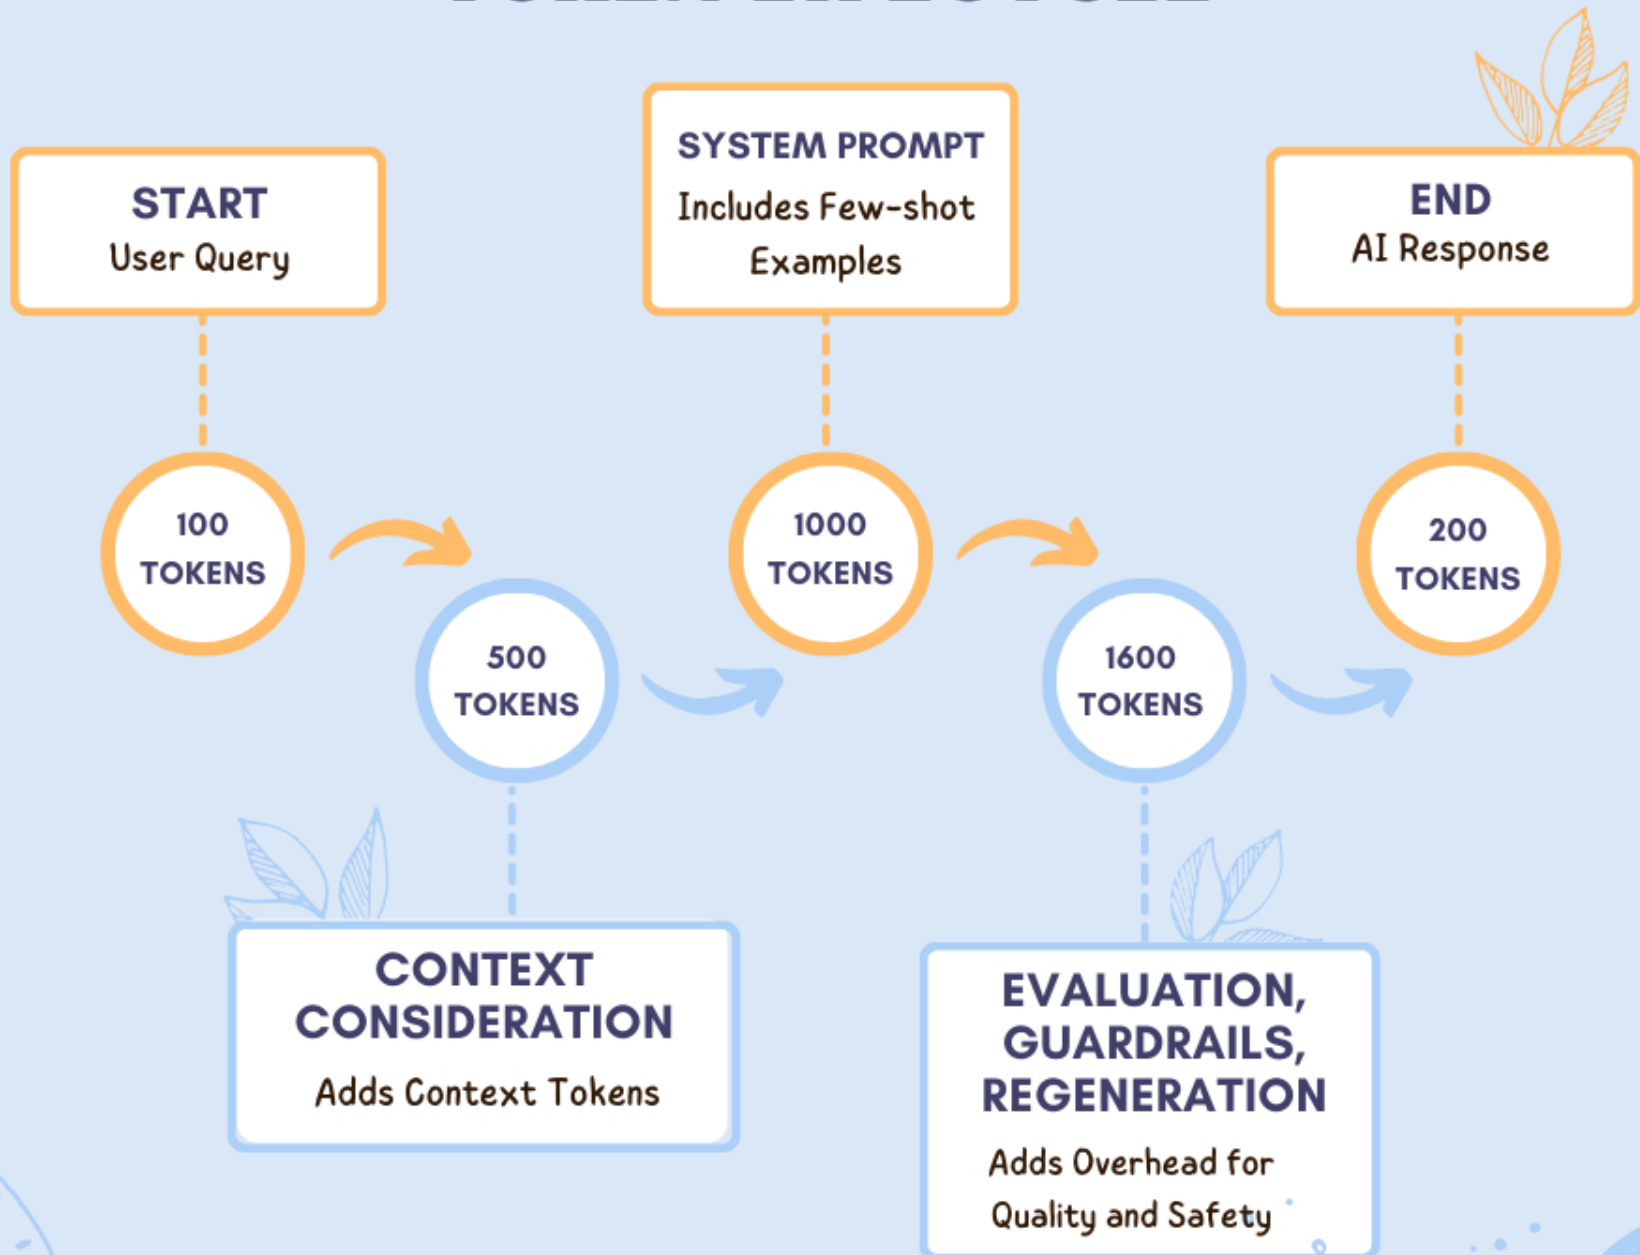 START
User Query
100
TOKENS
500
TOKENS
CONTEXT
CONSIDERATION
Adds Context Tokens
SYSTEM PROMPT
Includes Few-shot
Examples
1000
TOKENS
1600
TOKENS
EVALUATION,
GUARDRAILS,
REGENERATION
Adds Overhead for
Quality and Safety
END
AI Response
200
TOKENS